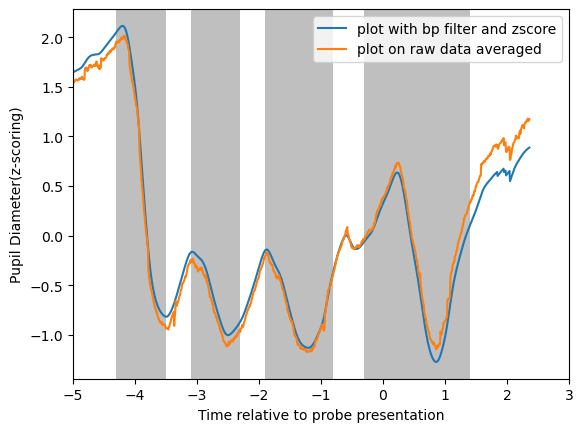 plot with bp filter and zscore
plot on raw data averaged
Pupil Diameter(z-scoring)
2.0
1.5
1.0
0.5
0.0
−0.5
−1.0
−5 −4 −3 −2 −1 0 1 2 3
Time relative to probe presentation